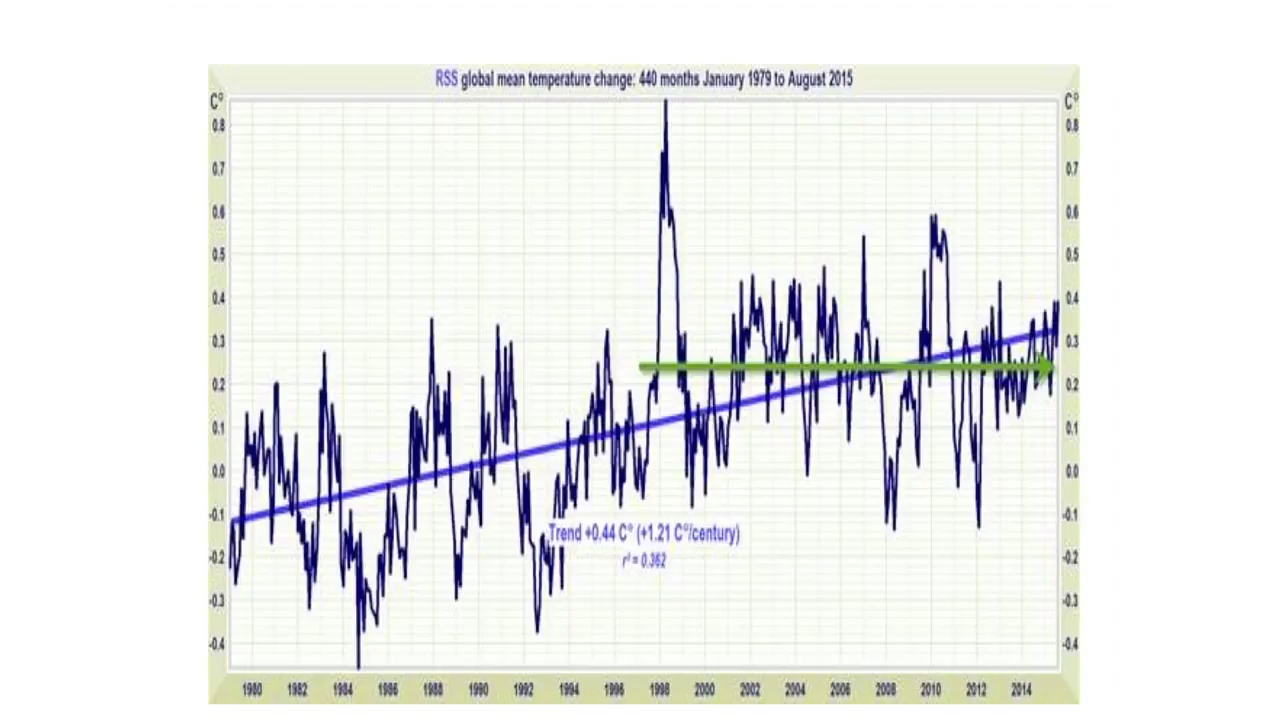 RSS global mean temperature change: 440 months January 1979 to August 2015
C° C°
0.8 0.8
0.7 0.7
0.6 0.6
0.5 0.5
0.4 0.4
0.3 0.3
0.2 0.2
0.1 0.1
0.0 0.0
-0.1 -0.1
Trend +0.44 C° (+1.21 C°/century)
-0.2 -0.2
r² = 0.362
-0.3 -0.3
-0.4 -0.4
1980 1982 1984 1986 1988 1990 1992 1994 1996 1998 2000 2002 2004 2006 2008 2010 2012 2014